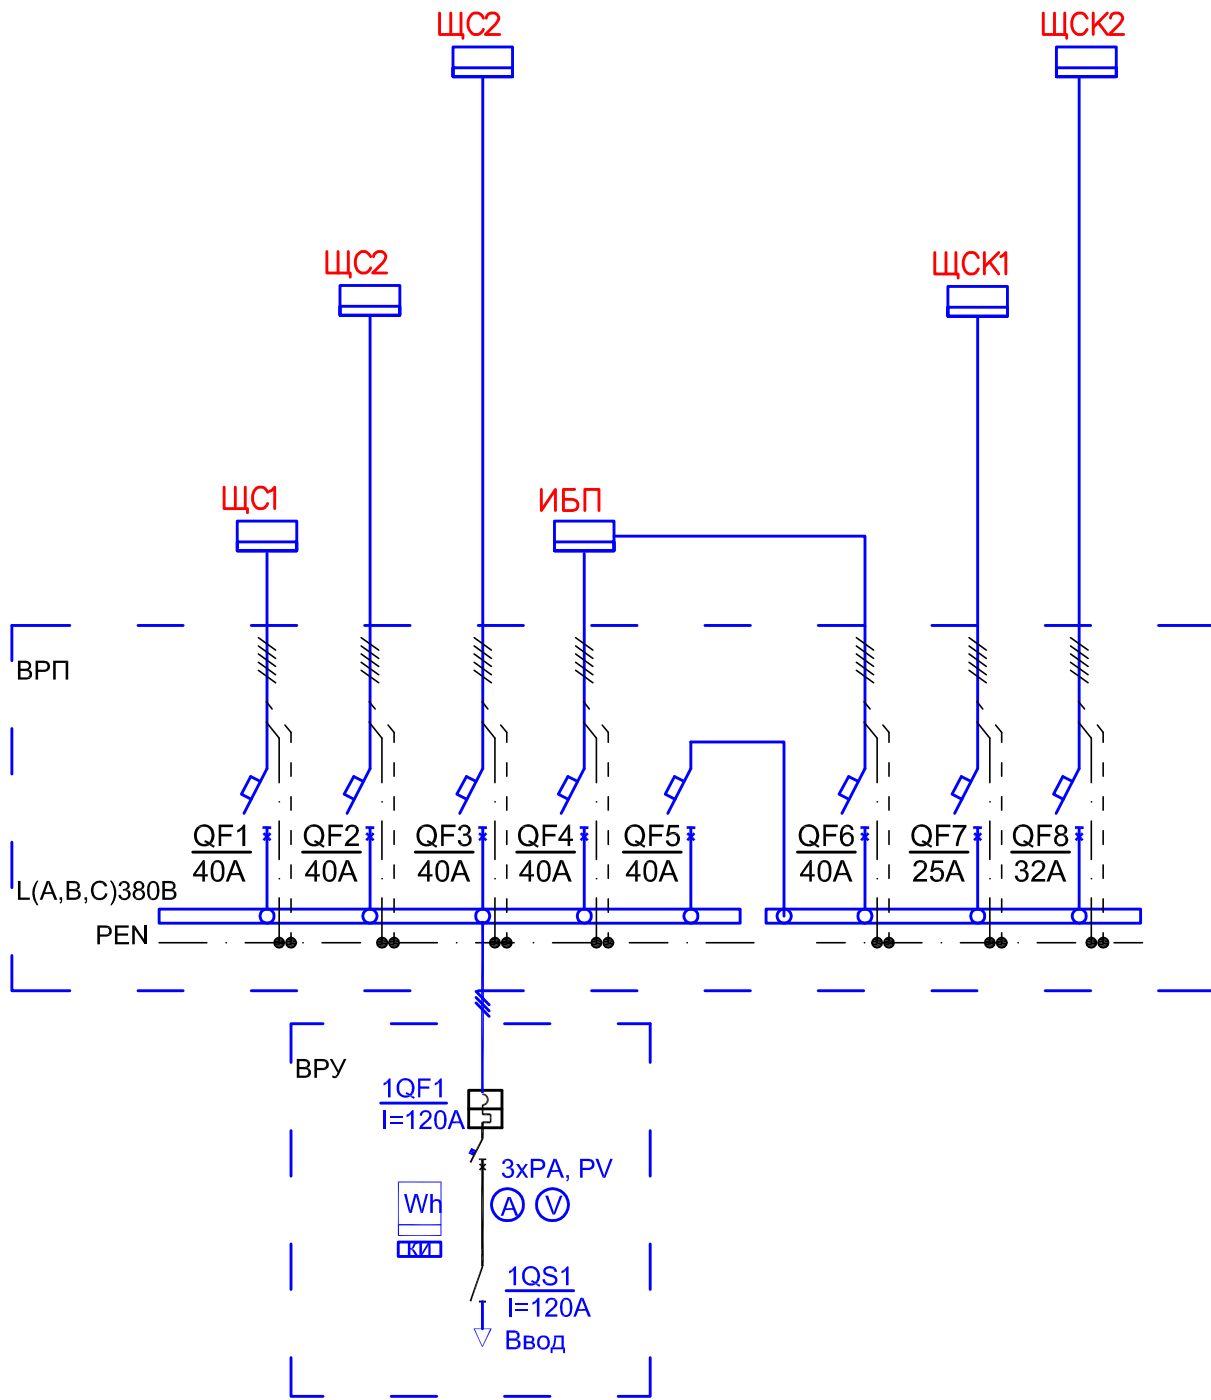 ЩС2
ЩСК2
ЩС2
ЩСК1
ЩС1
ИБП
ВРП
QF1
40А
QF2
40А
QF3
40А
QF4
40А
QF5
40А
QF6
40А
QF7
25А
QF8
32А
L(A,B,C)380В
PEN
ВРУ
1QF1
I=120А
3хРА, PV
Wh
A
V
КИ
1QS1
I=120А
Ввод